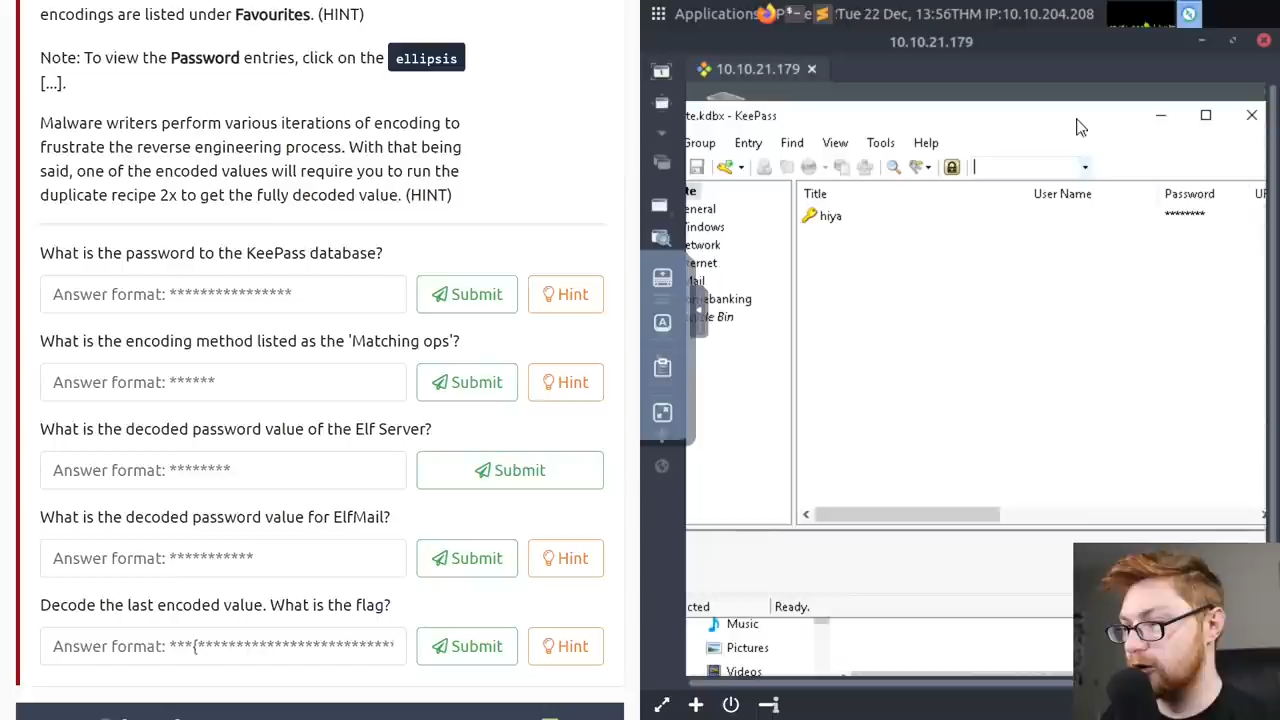 encodings are listed under Favourites. (HINT)
Note: To view the Password entries, click on the ellipsis
[...].
Malware writers perform various iterations of encoding to
frustrate the reverse engineering process. With that being
said, one of the encoded values will require you to run the
duplicate recipe 2x to get the fully decoded value. (HINT)
What is the password to the KeePass database?
Answer format: ****************
Submit
Hint
What is the encoding method listed as the 'Matching ops'?
Answer format: ******
Submit
Hint
What is the decoded password value of the Elf Server?
Answer format: ********
Submit
What is the decoded password value for ElfMail?
Answer format: ***********
Submit
Hint
Decode the last encoded value. What is the flag?
Answer format: ***{**************************
Submit
Hint
Applications
Tue 22 Dec, 13:56 THM IP:10.10.204.208
10.10.21.179
10.10.21.179
te.kdbx - KeePass
Group Entry Find View Tools Help
te
eneral
indows
etwork
ternet
Mail
mebanking
cle Bin
Title User Name Password UR
hiya ********
cted Ready.
Music
Pictures
Videos